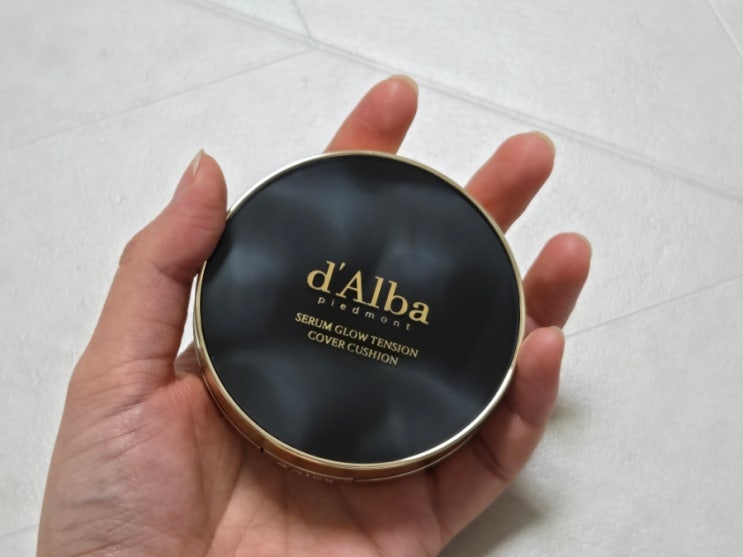 d'Alba
piedmont
SERUM GLOW TENSION
COVER CUSHION